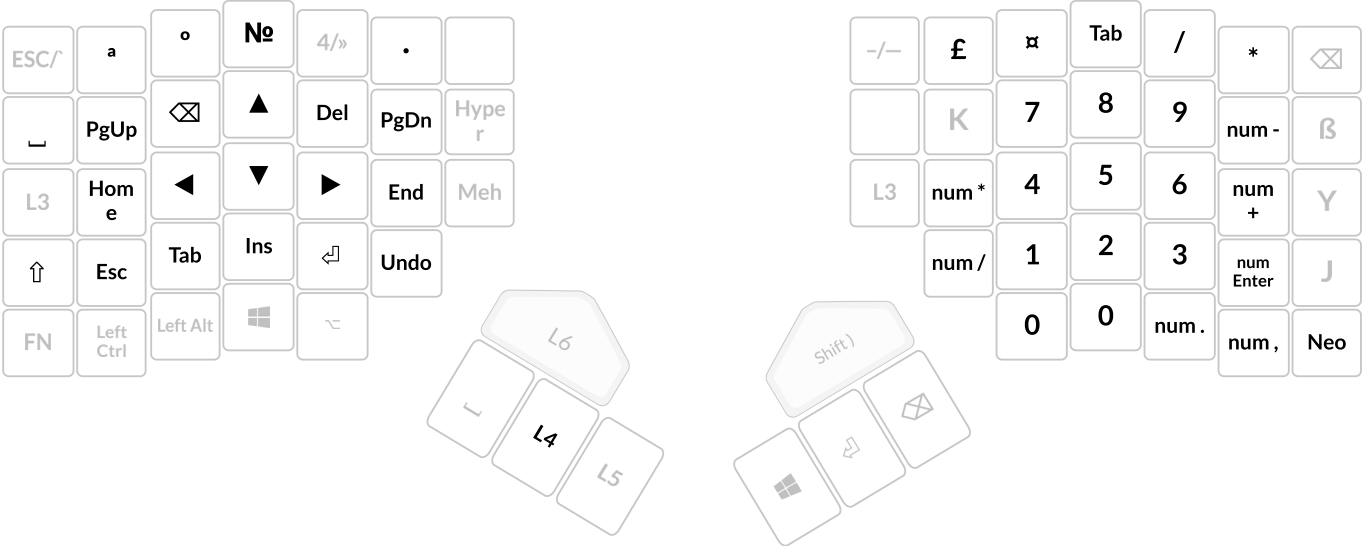 ESC/` ª º № 4/» ·
–/— £ ¤ Tab / * ⌫
␣ PgUp ⌫ ▲ Del PgDn Hype
r
K 7 8 9 num - ß
L3 Hom
e ◀ ▼ ▶ End Meh
L3 num * 4 5 6 num
+ Y
⇧ Esc Tab Ins ⏎ Undo
num / 1 2 3 num
Enter J
FN Left
Ctrl Left Alt ⌥
0 0 num . num , Neo
L6
␣ L4 L5
Shift )
⏎ ⌫